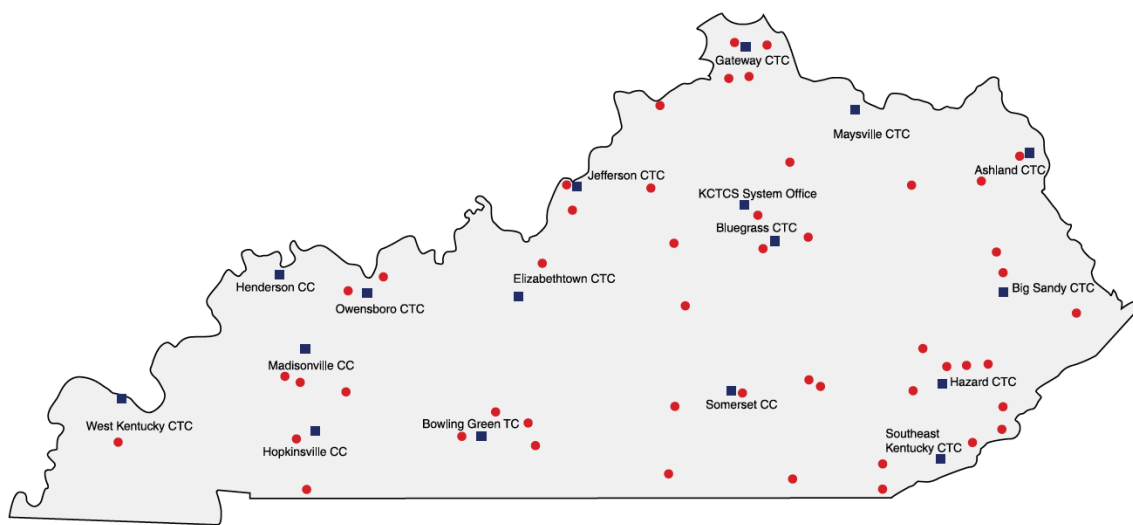 Gateway CTC
Maysville CTC
Ashland CTC
Jefferson CTC
KCTCS System Office
Bluegrass CTC
Elizabethtown CTC
Henderson CC
Owensboro CTC
Big Sandy CTC
Madisonville CC
Hazard CTC
Somerset CC
West Kentucky CTC
Bowling Green TC
Hopkinsville CC
Southeast
Kentucky CTC